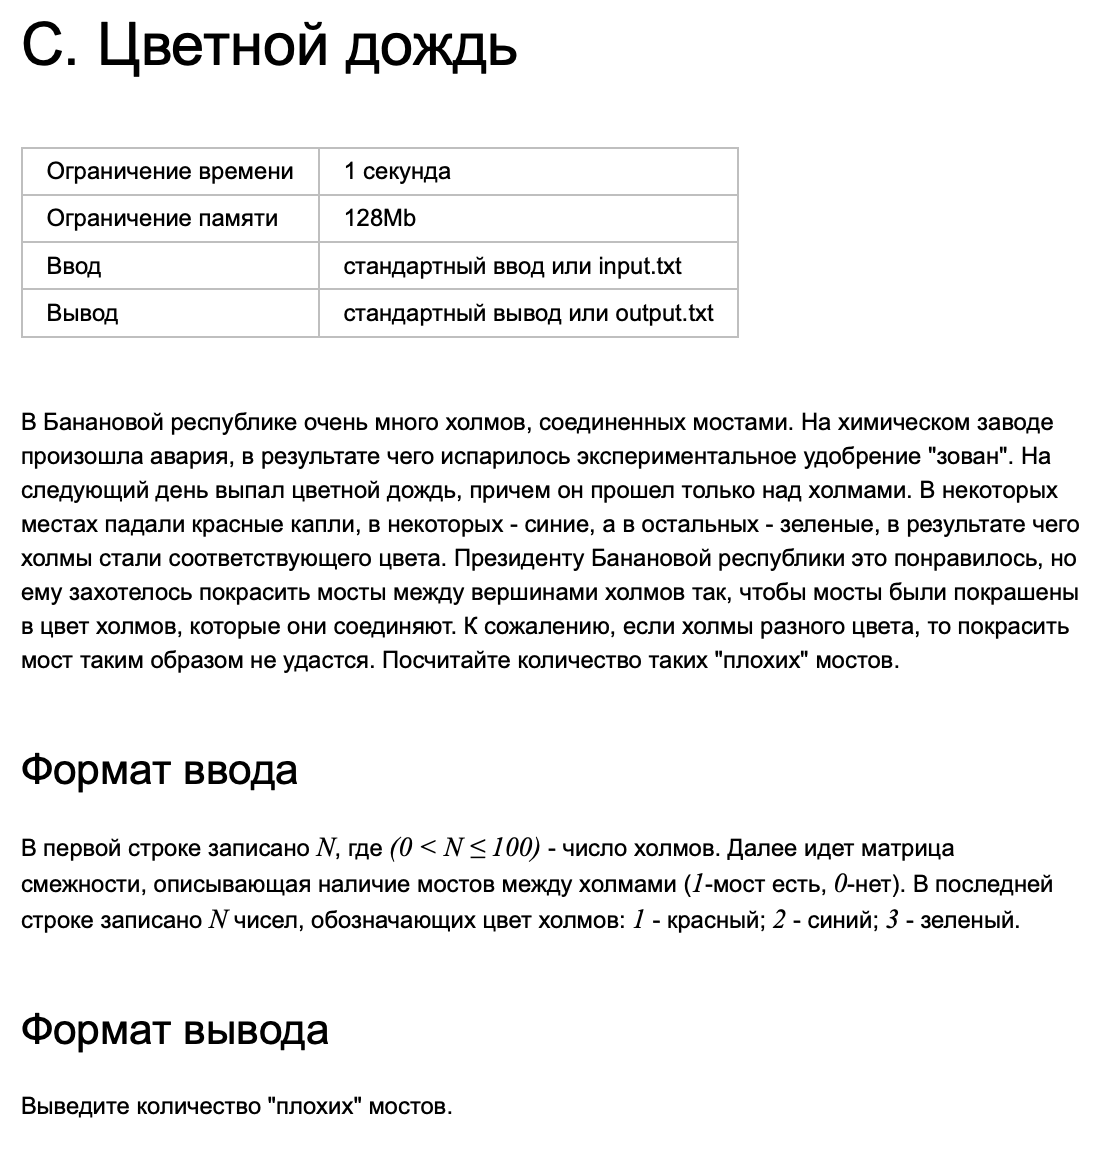 C. Цветной дождь
Ограничение времени 1 секунда
Ограничение памяти 128Mb
Ввод стандартный ввод или input.txt
Вывод стандартный вывод или output.txt
В Банановой республике очень много холмов, соединенных мостами. На химическом заводе
произошла авария, в результате чего испарилось экспериментальное удобрение "зован". На
следующий день выпал цветной дождь, причем он прошел только над холмами. В некоторых
местах падали красные капли, в некоторых - синие, а в остальных - зеленые, в результате чего
холмы стали соответствующего цвета. Президенту Банановой республики это понравилось, но
ему захотелось покрасить мосты между вершинами холмов так, чтобы мосты были покрашены
в цвет холмов, которые они соединяют. К сожалению, если холмы разного цвета, то покрасить
мост таким образом не удастся. Посчитайте количество таких "плохих" мостов.
Формат ввода
В первой строке записано N, где (0 < N ≤ 100) - число холмов. Далее идет матрица
смежности, описывающая наличие мостов между холмами (1-мост есть, 0-нет). В последней
строке записано N чисел, обозначающих цвет холмов: 1 - красный; 2 - синий; 3 - зеленый.
Формат вывода
Выведите количество "плохих" мостов.